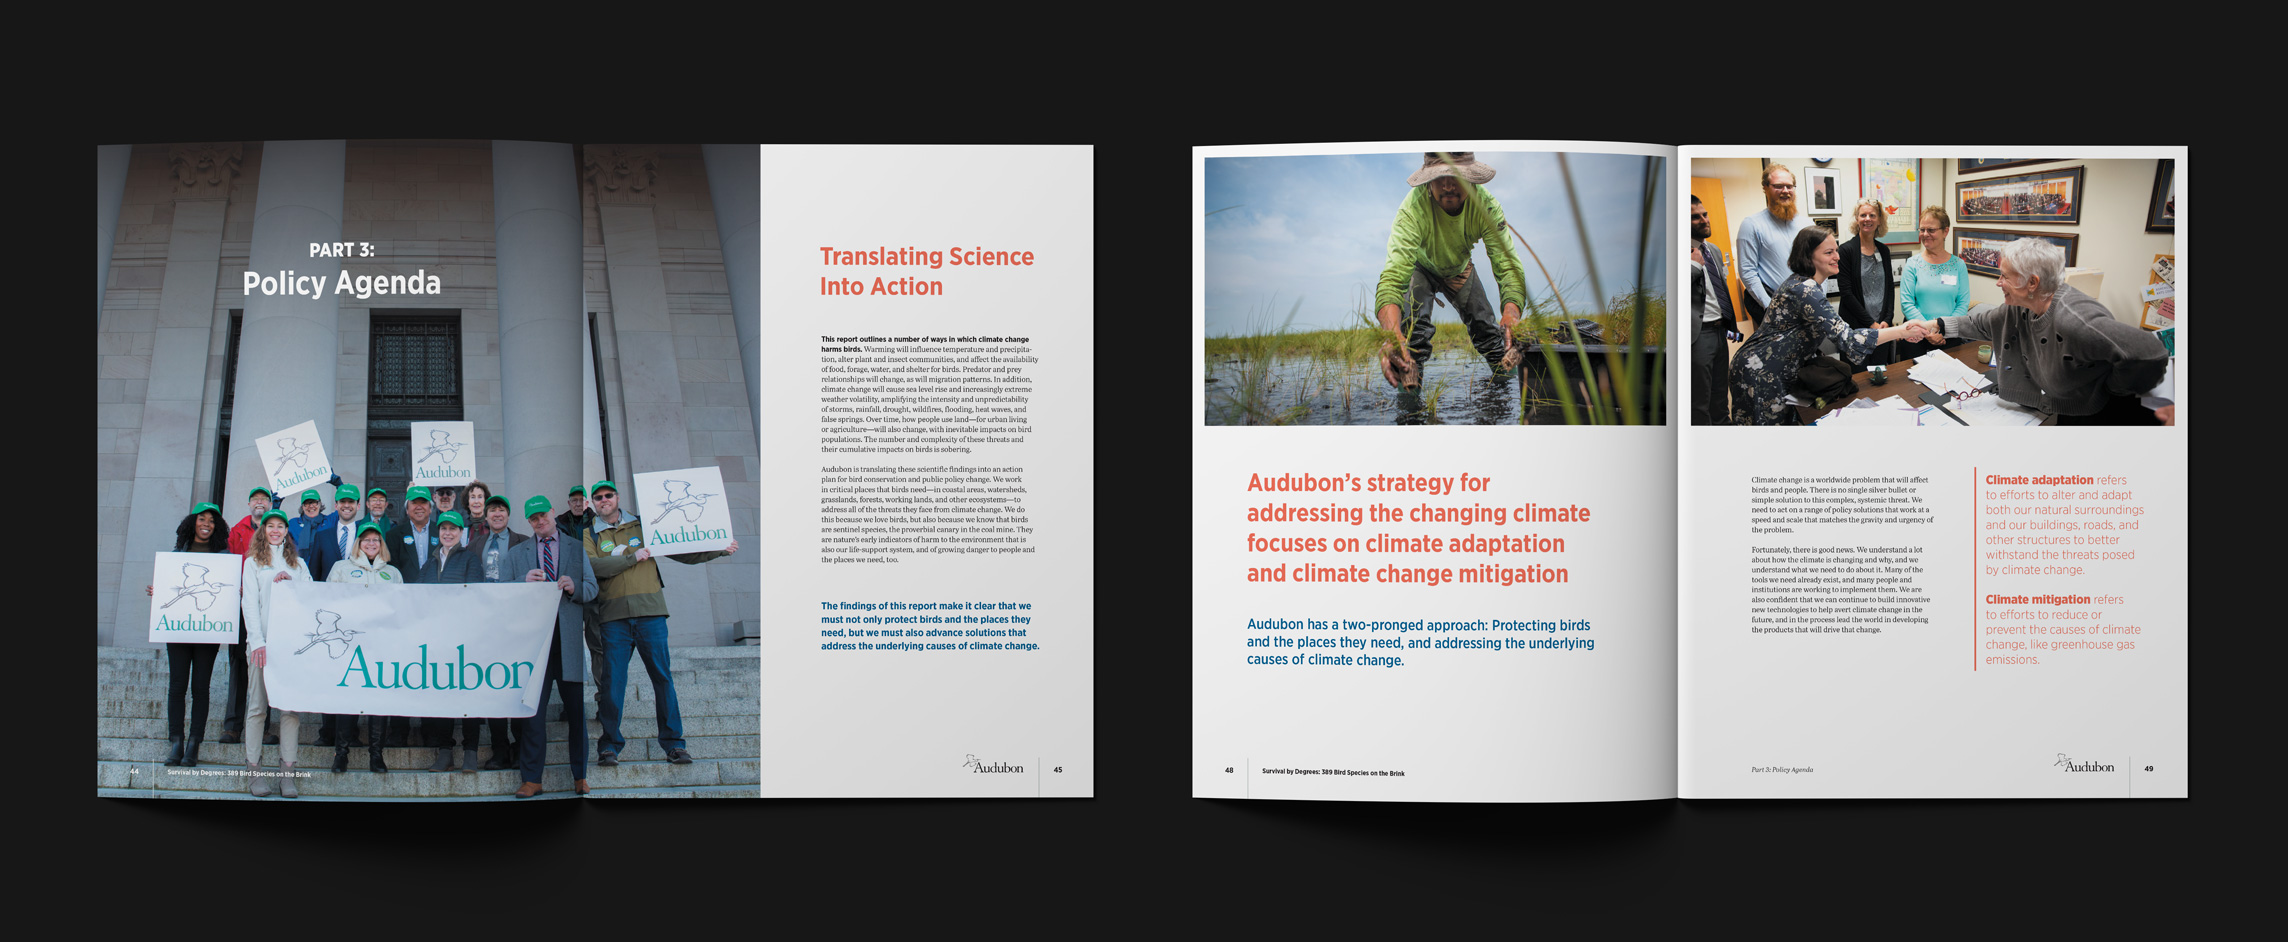 PART 3:
Policy Agenda
Audubon
Audubon
Audubon
Audubon
Audubon
44
Survival by Degrees: 389 Bird Species on the Brink
Translating Science
Into Action
This report outlines a number of ways in which climate change
harms birds. Warming will influence temperature and precipita-
tion, alter plant and insect communities, and affect the availability
of food, forage, water, and shelter for birds. Predator and prey
relationships will change, as will migration patterns. In addition,
climate change will cause sea level rise and increasingly extreme
weather volatility, amplifying the intensity and unpredictability
of storms, rainfall, drought, wildfires, flooding, heat waves, and
false springs. Over time, how people use land—for urban living
or agriculture—will also change, with inevitable impacts on bird
populations. The number and complexity of these threats and
their cumulative impacts on birds is sobering.
Audubon is translating these scientific findings into an action
plan for bird conservation and public policy change. We work
in critical places that birds need—in coastal areas, watersheds,
grasslands, forests, working lands, and other ecosystems—to
address all of the threats they face from climate change. We do
this because we love birds, but also because we know that birds
are sentinel species, the proverbial canary in the coal mine. They
are nature's early indicators of harm to the environment that is
also our life-support system, and of growing danger to people and
the places we need, too.
The findings of this report make it clear that we
must not only protect birds and the places they
need, but we must also advance solutions that
address the underlying causes of climate change.
Audubon
45
Audubon's strategy for
addressing the changing climate
focuses on climate adaptation
and climate change mitigation
Audubon has a two-pronged approach: Protecting birds
and the places they need, and addressing the underlying
causes of climate change.
48
Survival by Degrees: 389 Bird Species on the Brink
Climate change is a worldwide problem that will affect
birds and people. There is no single silver bullet or
simple solution to this complex, systemic threat. We
need to act on a range of policy solutions that work at a
speed and scale that matches the gravity and urgency of
the problem.
Fortunately, there is good news. We understand a lot
about how the climate is changing and why, and we
understand what we need to do about it. Many of the
tools we need already exist, and many people and
institutions are working to implement them. We are
also confident that we can continue to build innovative
new technologies to help avert climate change in the
future, and in the process lead the world in developing
the products that will drive that change.
Climate adaptation refers
to efforts to alter and adapt
both our natural surroundings
and our buildings, roads, and
other structures to better
withstand the threats posed
by climate change.
Climate mitigation refers
to efforts to reduce or
prevent the causes of climate
change, like greenhouse gas
emissions.
Part 3: Policy Agenda
Audubon
49